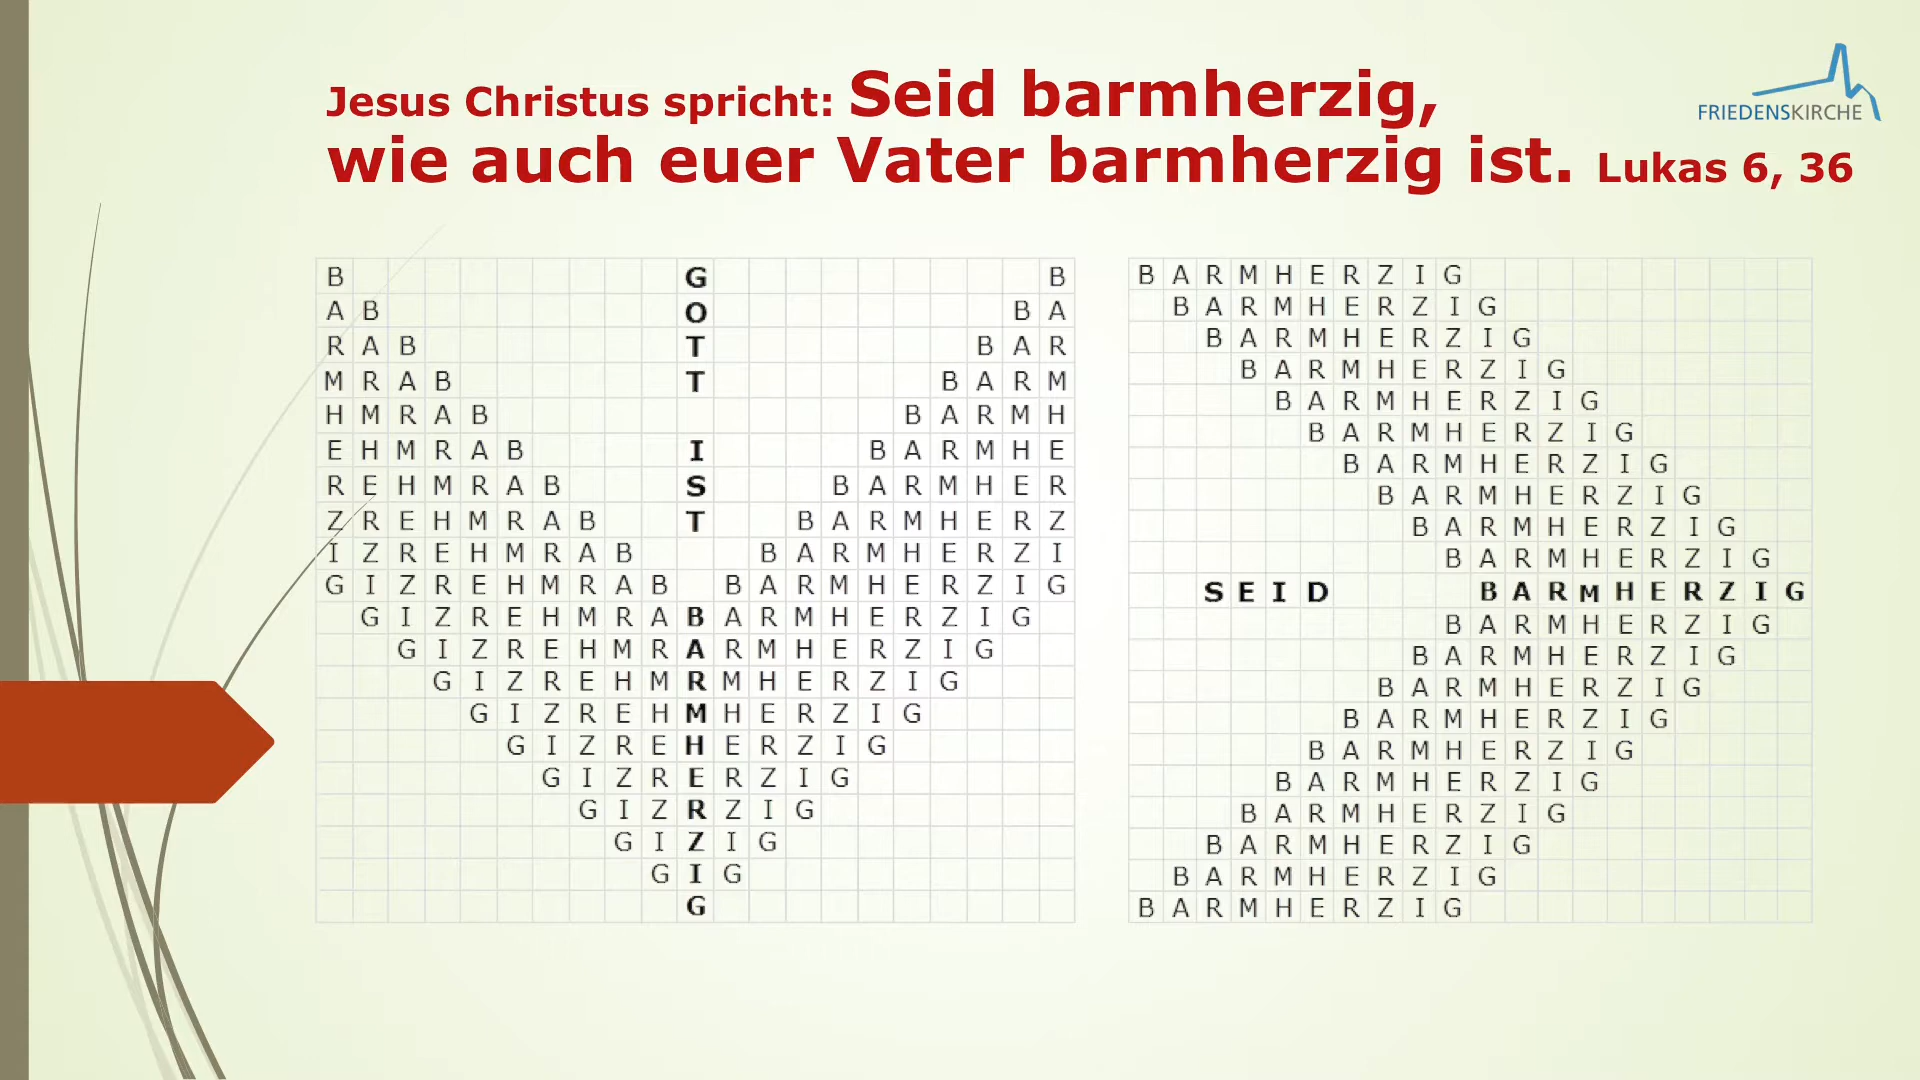 Jesus Christus spricht: Seid barmherzig,
wie auch euer Vater barmherzig ist. Lukas 6, 36
FRIEDENSKIRCHE
B G B
A B O B A
R A B T B A R
M R A B T B A R M
H M R A B B A R M H
E H M R A B I B A R M H E
R E H M R A B S B A R M H E R
Z R E H M R A B T B A R M H E R Z
I Z R E H M R A B B A R M H E R Z I
G I Z R E H M R A B B A R M H E R Z I G
G I Z R E H M R A B A R M H E R Z I G
G I Z R E H M R A R M H E R Z I G
G I Z R E H M R M H E R Z I G
G I Z R E H M H E R Z I G
G I Z R E H E R Z I G
G I Z R E R Z I G
G I Z R Z I G
G I Z I G
G I G
G
B A R M H E R Z I G
B A R M H E R Z I G
B A R M H E R Z I G
B A R M H E R Z I G
B A R M H E R Z I G
B A R M H E R Z I G
B A R M H E R Z I G
B A R M H E R Z I G
B A R M H E R Z I G
B A R M H E R Z I G
S E I D B A R M H E R Z I G
B A R M H E R Z I G
B A R M H E R Z I G
B A R M H E R Z I G
B A R M H E R Z I G
B A R M H E R Z I G
B A R M H E R Z I G
B A R M H E R Z I G
B A R M H E R Z I G
B A R M H E R Z I G
B A R M H E R Z I G